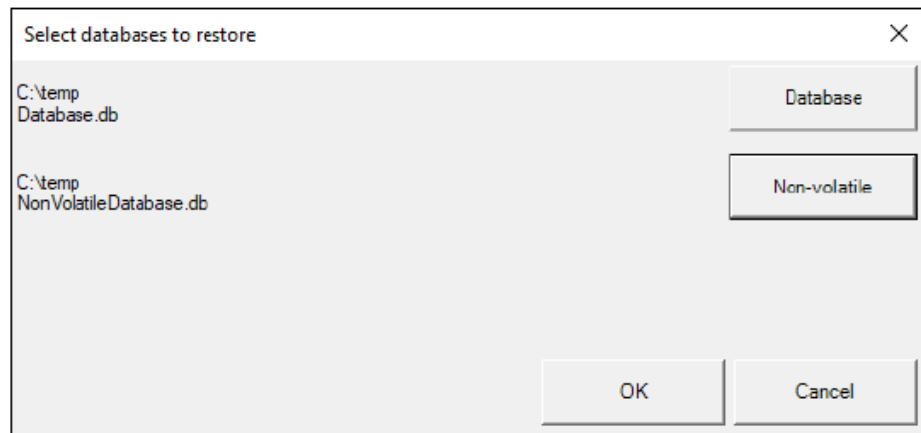 Select databases to restore
C:\temp
Database.db
Database
C:\temp
NonVolatileDatabase.db
Non-volatile
OK
Cancel